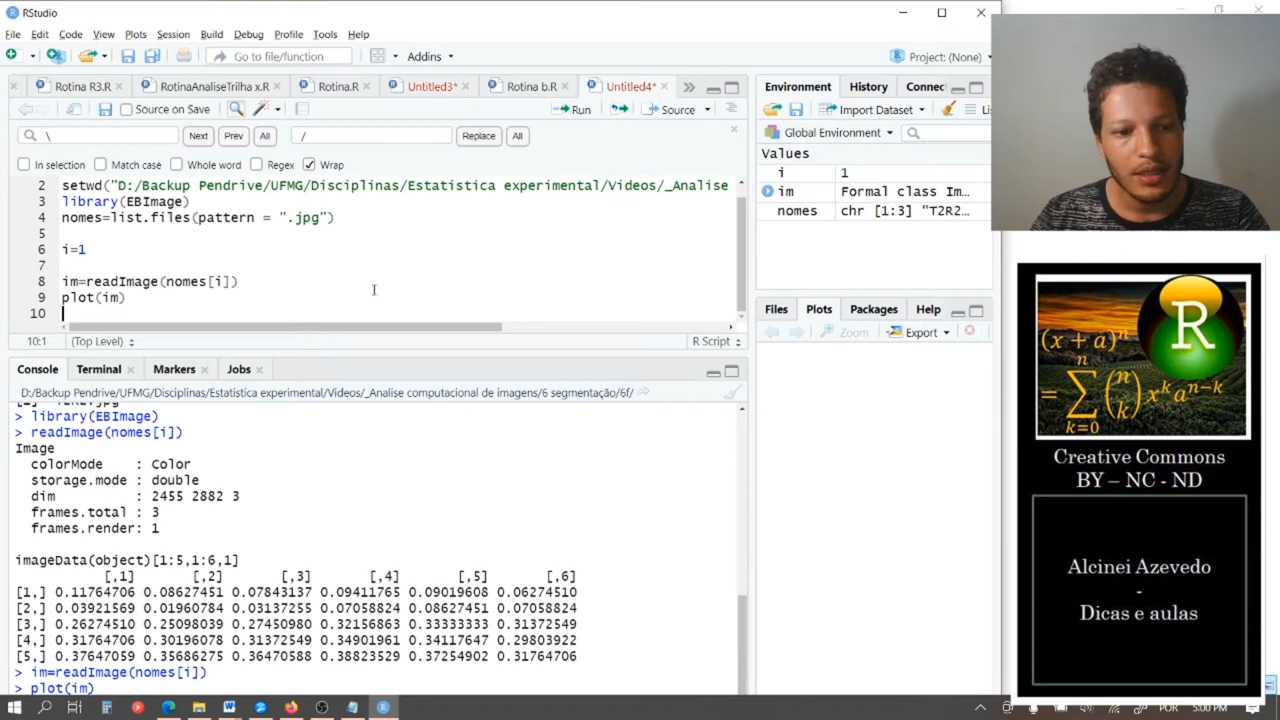 RStudio
File Edit Code View Plots Session Build Debug Profile Tools Help
Go to file/function
Addins
Project: (None)
Rotina R3.R
RotinaAnaliseTrilha x.R
Rotina.R
Untitled3*
Rotina b.R
Untitled4*
Source on Save
Run
Source
\
Next
Prev
All
/
Replace
All
In selection
Match case
Whole word
Regex
Wrap
2 setwd("D:/Backup Pendrive/UFMG/Disciplinas/Estatistica experimental/Videos/_Analise
3 library(EBImage)
4 nomes=list.files(pattern = ".jpg")
5
6 i=1
7
8 im=readImage(nomes[i])
9 plot(im)
10
10:1 (Top Level) R Script
Console Terminal Markers Jobs
D:/Backup Pendrive/UFMG/Disciplinas/Estatistica experimental/Videos/_Analise computacional de imagens/6 segmentação/6f/
> library(EBImage)
> readImage(nomes[i])
Image
colorMode : Color
storage.mode : double
dim : 2455 2882 3
frames.total : 3
frames.render: 1
imageData(object)[1:5,1:6,1]
[,1] [,2] [,3] [,4] [,5] [,6]
[1,] 0.11764706 0.08627451 0.07843137 0.09411765 0.09019608 0.06274510
[2,] 0.03921569 0.01960784 0.03137255 0.07058824 0.08627451 0.07058824
[3,] 0.26274510 0.25098039 0.27450980 0.32156863 0.33333333 0.31372549
[4,] 0.31764706 0.30196078 0.31372549 0.34901961 0.34117647 0.29803922
[5,] 0.37647059 0.35686275 0.36470588 0.38823529 0.37254902 0.31764706
> im=readImage(nomes[i])
> plot(im)
Environment History Connec
Import Dataset
Li
Global Environment
Values
i 1
im Formal class Im…
nomes chr [1:3] "T2R2…
Files Plots Packages Help
Zoom
Export
R
(x + a)^n
= ∑ n k=0 (n k) x^k a^{n-k}
Creative Commons
BY – NC - ND
Alcinei Azevedo
-
Dicas e aulas
POR
5:00 PM